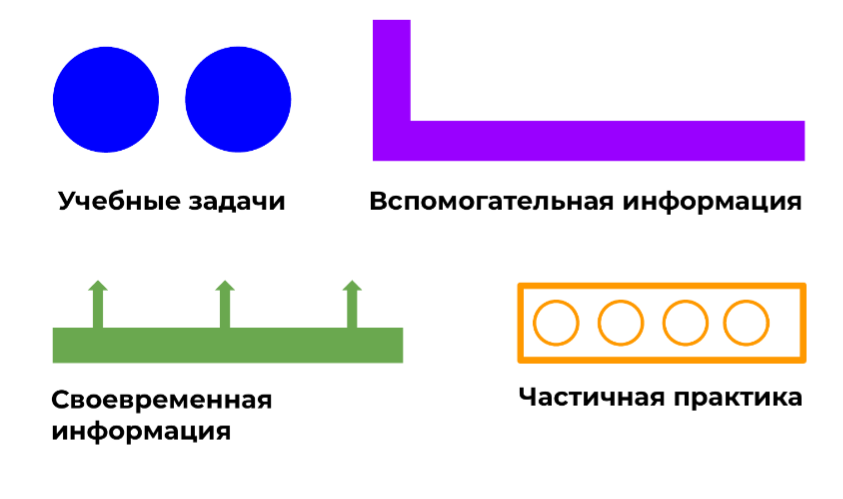 Учебные задачи
Вспомогательная информация
Своевременная
информация
Частичная практика